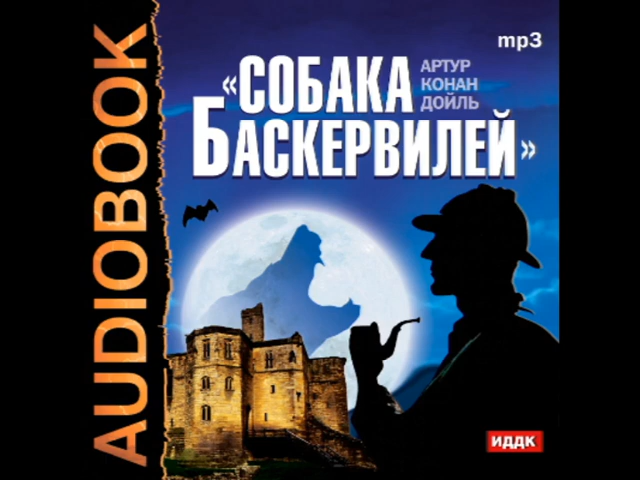 AUDIOBOOK
mp3
«СОБАКА
БАСКЕРВИЛЕЙ»
АРТУР
КОНАН
ДОЙЛЬ
ИДДК